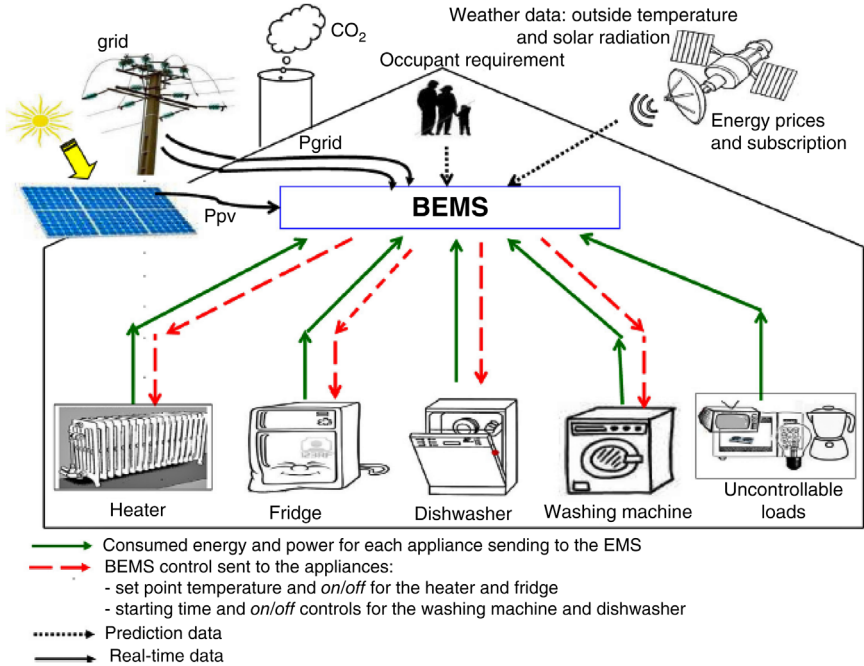 Weather data: outside temperature
and solar radiation
grid
CO2
Occupant requirement
Energy prices
and subscription
Pgrid
Ppv
BEMS
Heater
Fridge
Dishwasher
Washing machine
Uncontrollable
loads
Consumed energy and power for each appliance sending to the EMS
BEMS control sent to the appliances:
- set point temperature and on/off for the heater and fridge
- starting time and on/off controls for the washing machine and dishwasher
Prediction data
Real-time data